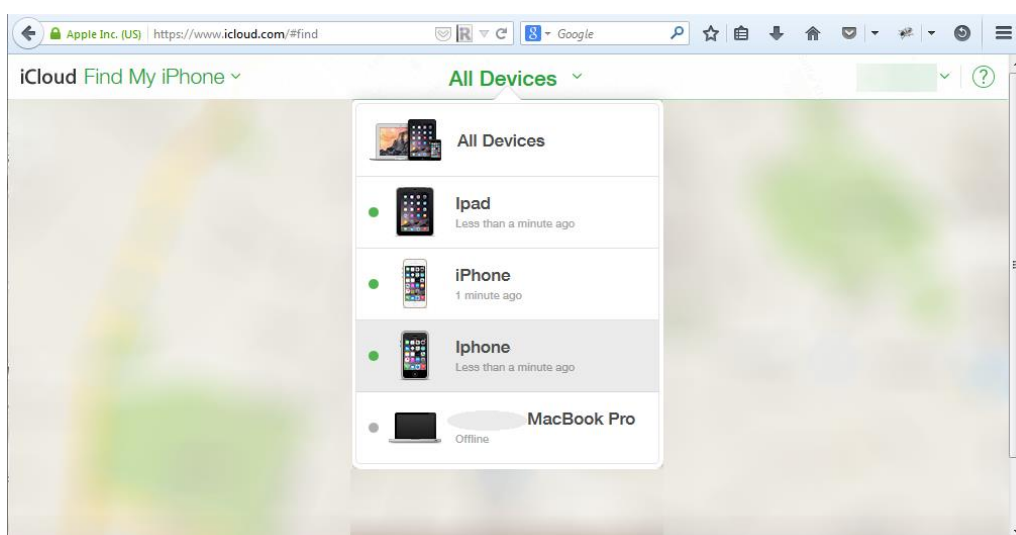 Apple Inc. (US) https://www.icloud.com/#find
8 Google
iCloud Find My iPhone
All Devices
?
All Devices
Ipad
Less than a minute ago
iPhone
1 minute ago
Iphone
Less than a minute ago
MacBook Pro
Offline